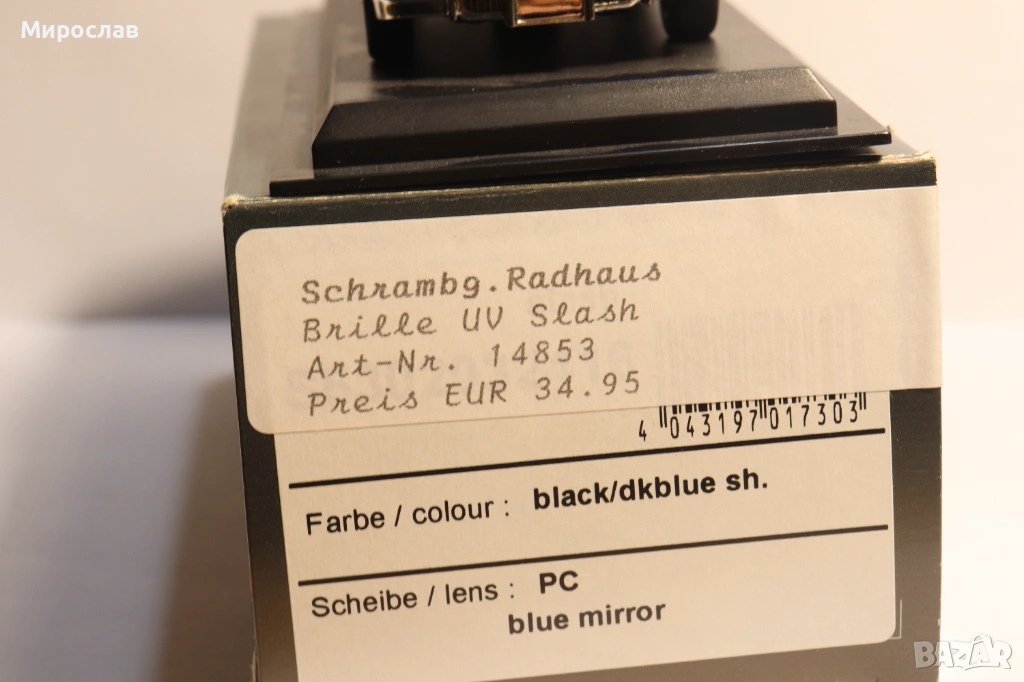 Мирослав
Schrambg.Radhaus
Brille UV Slash
Art-Nr. 14853
Preis EUR 34.95
4 043197 017303
Farbe / colour : black/dkblue sh.
Scheibe / lens : PC
blue mirror
BAZAR